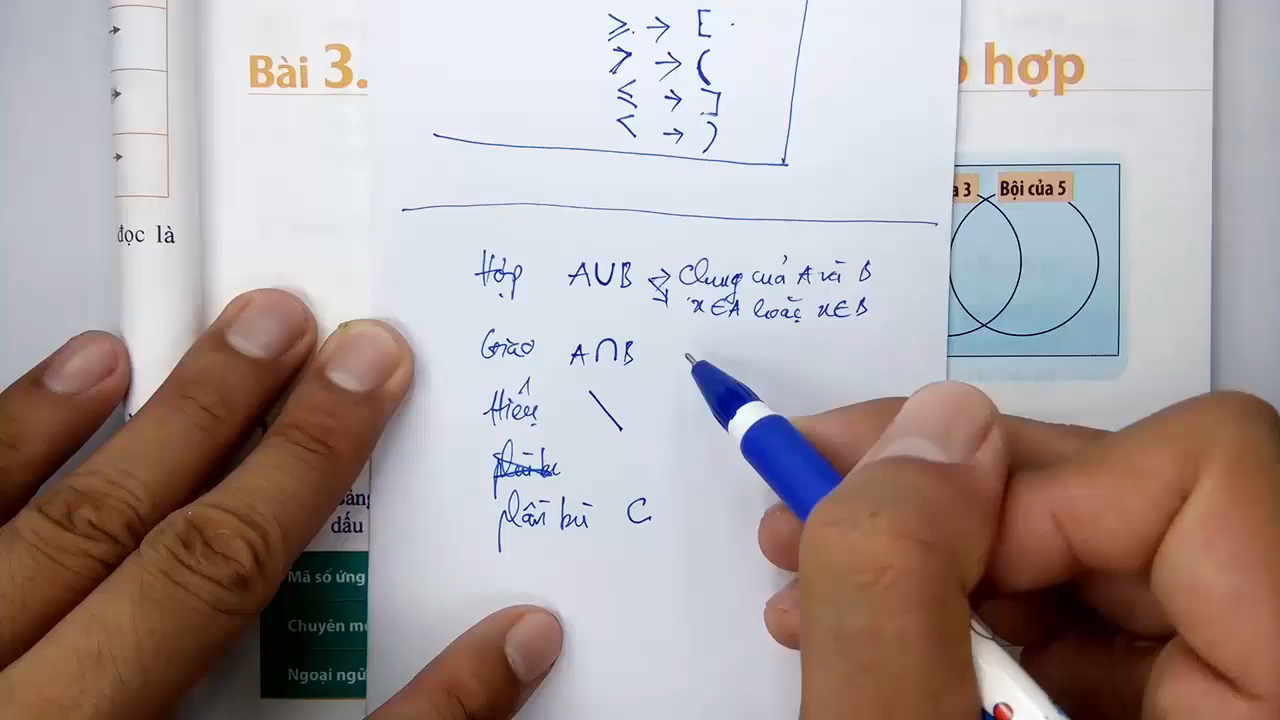 Bài 3.
hợp
≥ → [
> → (
≤ → ]
< → )
a 3
Bội của 5
đọc là
Hợp A∪B Chung của A và B
x∈A hoặc x∈B
Giao A∩B
Hiệu \
phần bù C
dấu
Mã số ứng
Chuyên m
Ngoại ngữ